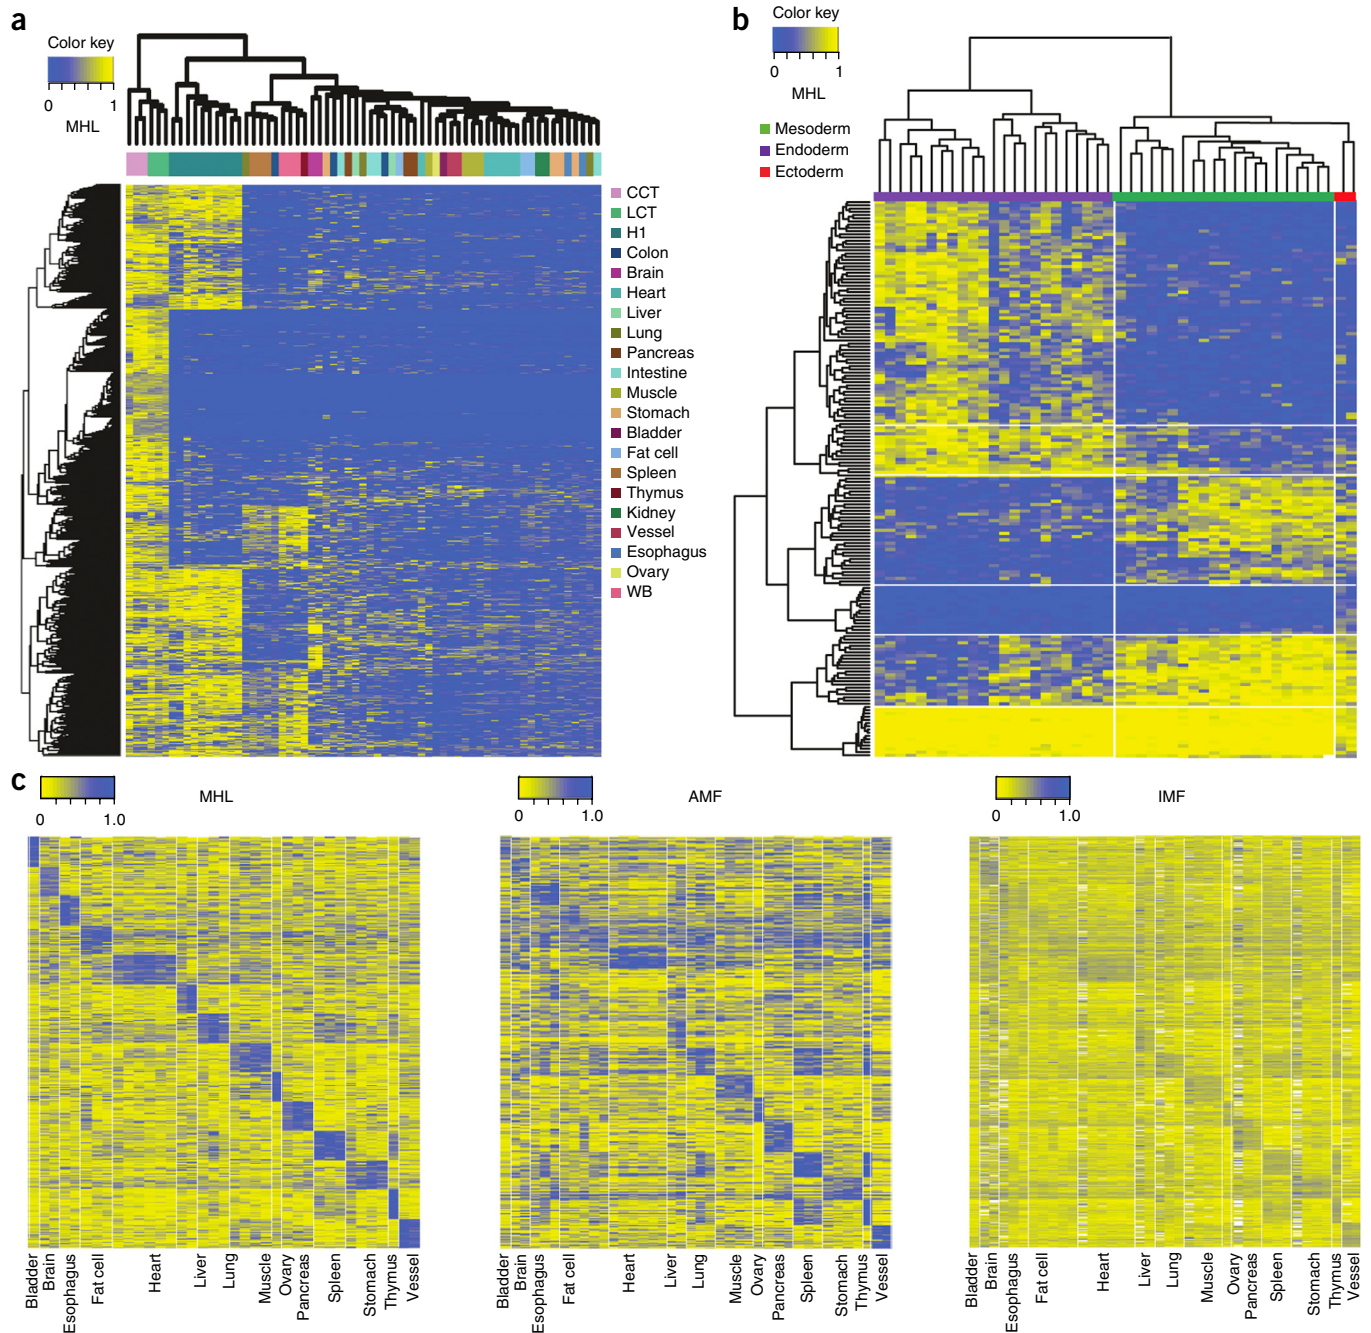 a
Color key
0 1
MHL
CCT
LCT
H1
Colon
Brain
Heart
Liver
Lung
Pancreas
Intestine
Muscle
Stomach
Bladder
Fat cell
Spleen
Thymus
Kidney
Vessel
Esophagus
Ovary
WB
b
Color key
0 1
MHL
Mesoderm
Endoderm
Ectoderm
c
MHL
0 1.0
Bladder
Brain
Esophagus
Fat cell
Heart
Liver
Lung
Muscle
Ovary
Pancreas
Spleen
Stomach
Thymus
Vessel
AMF
0 1.0
Bladder
Brain
Esophagus
Fat cell
Heart
Liver
Lung
Muscle
Ovary
Pancreas
Spleen
Stomach
Thymus
Vessel
IMF
0 1.0
Bladder
Brain
Esophagus
Fat cell
Heart
Liver
Lung
Muscle
Ovary
Pancreas
Spleen
Stomach
Thymus
Vessel